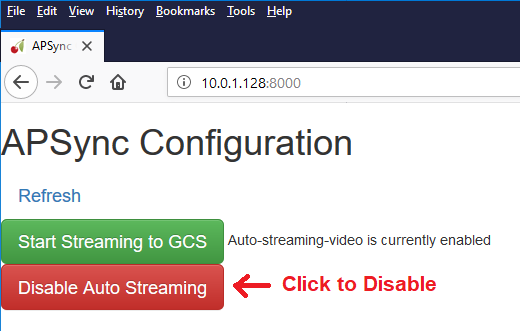 File Edit View History Bookmarks Tools Help
APSync
10.0.1.128:8000
APSync Configuration
Refresh
Start Streaming to GCS Auto-streaming-video is currently enabled
Disable Auto Streaming Click to Disable